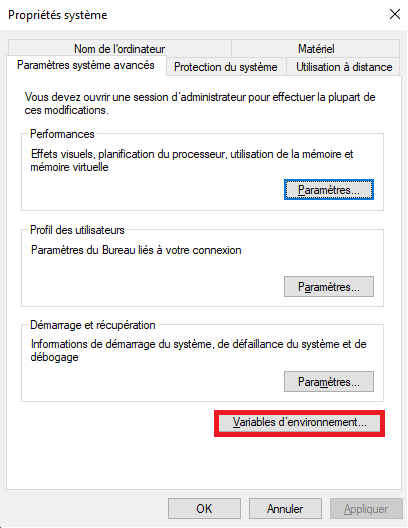 Propriétés système
Nom de l'ordinateur
Matériel
Paramètres système avancés
Protection du système
Utilisation à distance
Vous devez ouvrir une session d'administrateur pour effectuer la plupart de
ces modifications.
Performances
Effets visuels, planification du processeur, utilisation de la mémoire et
mémoire virtuelle
Paramètres...
Profil des utilisateurs
Paramètres du Bureau liés à votre connexion
Paramètres...
Démarrage et récupération
Informations de démarrage du système, de défaillance du système et de
débogage
Paramètres...
Variables d'environnement...
OK
Annuler
Appliquer